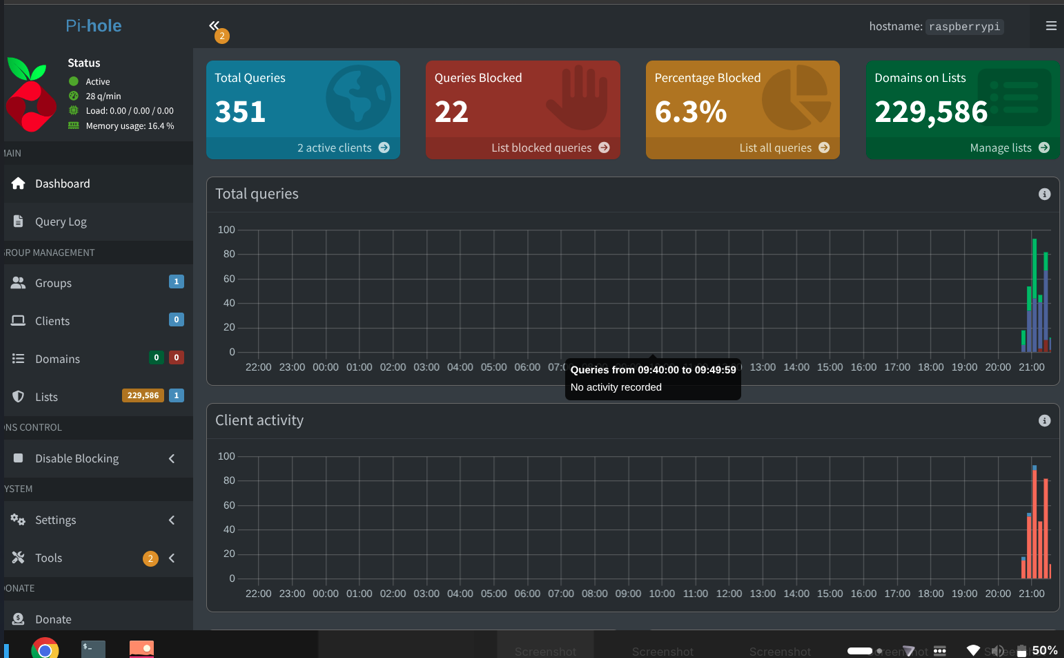 Pi-hole
2
hostname: raspberrypi
Status
Active
28 q/min
Load: 0.00 / 0.00 / 0.00
Memory usage: 16.4 %
Total Queries
351
2 active clients
Queries Blocked
22
List blocked queries
Percentage Blocked
6.3%
List all queries
Domains on Lists
229,586
Manage lists
AIN
Dashboard
Query Log
ROUP MANAGEMENT
Groups 1
Clients 0
Domains 0 0
Lists 229,586 1
NS CONTROL
Disable Blocking
YSTEM
Settings
Tools 2
ONATE
Donate
Total queries
100
80
60
40
20
0
22:00 23:00 00:00 01:00 02:00 03:00 04:00 05:00 06:00 07:0 13:00 14:00 15:00 16:00 17:00 18:00 19:00 20:00 21:00
Queries from 09:40:00 to 09:49:59
No activity recorded
Client activity
100
80
60
40
20
0
22:00 23:00 00:00 01:00 02:00 03:00 04:00 05:00 06:00 07:00 08:00 09:00 10:00 11:00 12:00 13:00 14:00 15:00 16:00 17:00 18:00 19:00 20:00 21:00
Screenshot Screenshot Screenshot
50%